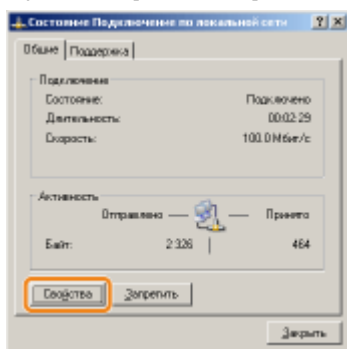 Состояние Подключение по локальной сети
Общие Поддержка
Подключение
Состояние: Подключено
Длительность: 00:02:29
Скорость: 100.0 Мбит/с
Активность
Отправлено Принято
Байт: 2 326 464
Свойства Запретить
Закрыть